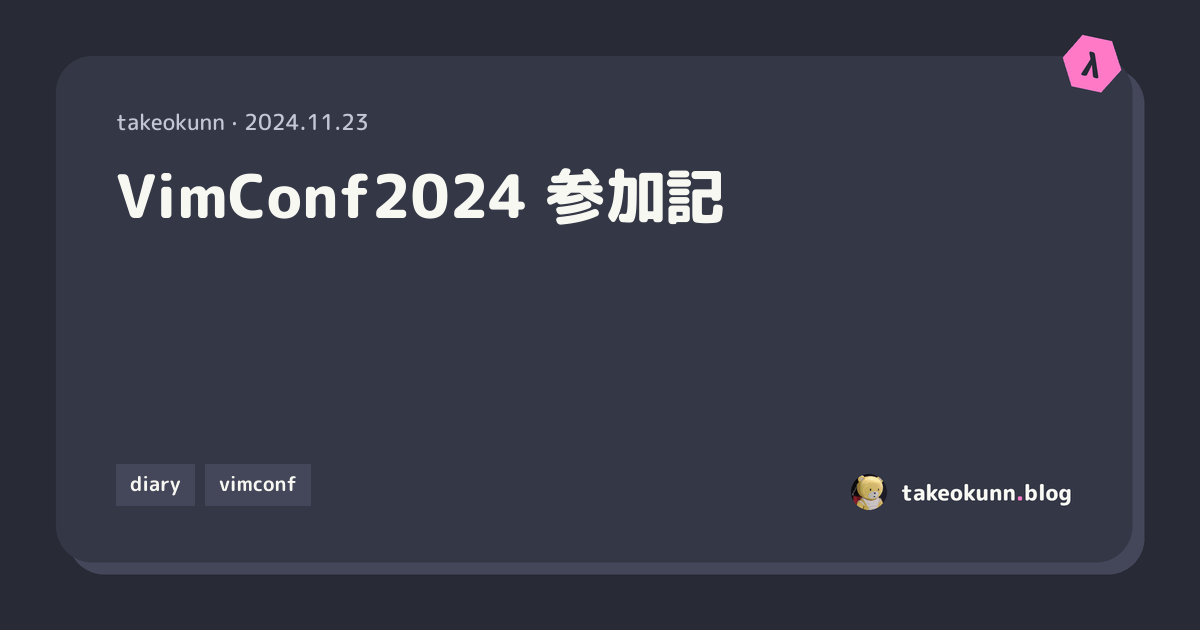 λ
takeokunn · 2024.11.23
VimConf2024 参加記
diary
vimconf
takeokunn.blog